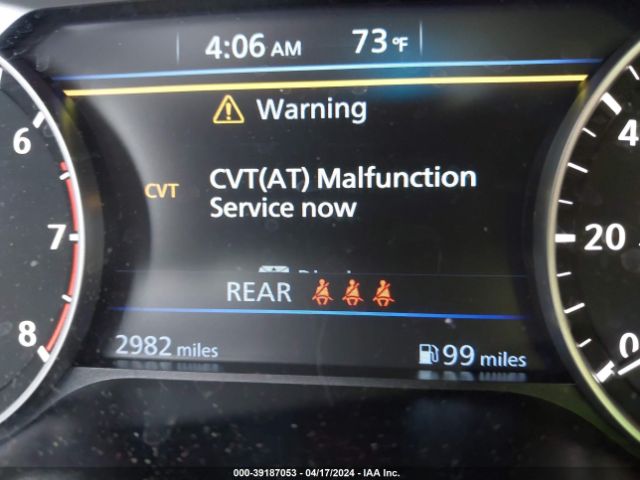 4:06 AM 73 °F
Warning
CVT CVT(AT) Malfunction
Service now
REAR
2982 miles 99 miles
6
7
8
4
20
0
000-39187053 - 04/17/2024 - IAA Inc.